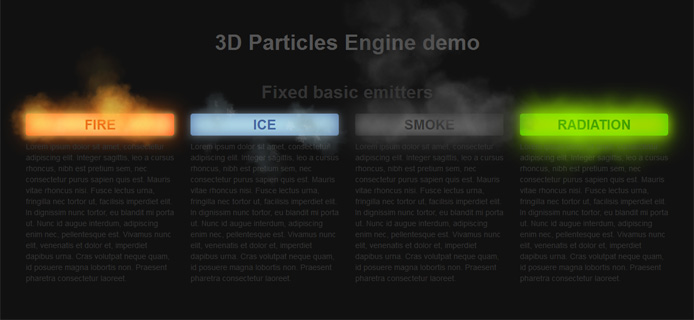 3D Particles Engine demo
Fixed basic emitters
FIRE
Lorem ipsum dolor sit amet, consectetur
adipiscing elit. Integer sagittis, leo a cursus
rhoncus, nibh est pretium sem, nec
consectetur purus sapien quis est. Mauris
vitae rhoncus nisi. Fusce lectus urna,
fringilla nec tortor ut, facilisis imperdiet elit.
In dignissim nunc tortor, eu blandit mi porta
ut. Nunc id augue interdum, adipiscing
enim nec, pellentesque est. Vivamus nunc
elit, venenatis et dolor et, imperdiet
dapibus urna. Cras volutpat neque quam,
id posuere magna lobortis non. Praesent
pharetra consectetur laoreet.
ICE
Lorem ipsum dolor sit amet, consectetur
adipiscing elit. Integer sagittis, leo a cursus
rhoncus, nibh est pretium sem, nec
consectetur purus sapien quis est. Mauris
vitae rhoncus nisi. Fusce lectus urna,
fringilla nec tortor ut, facilisis imperdiet elit.
In dignissim nunc tortor, eu blandit mi porta
ut. Nunc id augue interdum, adipiscing
enim nec, pellentesque est. Vivamus nunc
elit, venenatis et dolor et, imperdiet
dapibus urna. Cras volutpat neque quam,
id posuere magna lobortis non. Praesent
pharetra consectetur laoreet.
SMOKE
Lorem ipsum dolor sit amet, consectetur
adipiscing elit. Integer sagittis, leo a cursus
rhoncus, nibh est pretium sem, nec
consectetur purus sapien quis est. Mauris
vitae rhoncus nisi. Fusce lectus urna,
fringilla nec tortor ut, facilisis imperdiet elit.
In dignissim nunc tortor, eu blandit mi porta
ut. Nunc id augue interdum, adipiscing
enim nec, pellentesque est. Vivamus nunc
elit, venenatis et dolor et, imperdiet
dapibus urna. Cras volutpat neque quam,
id posuere magna lobortis non. Praesent
pharetra consectetur laoreet.
RADIATION
Lorem ipsum dolor sit amet, consectetur
adipiscing elit. Integer sagittis, leo a cursus
rhoncus, nibh est pretium sem, nec
consectetur purus sapien quis est. Mauris
vitae rhoncus nisi. Fusce lectus urna,
fringilla nec tortor ut, facilisis imperdiet elit.
In dignissim nunc tortor, eu blandit mi porta
ut. Nunc id augue interdum, adipiscing
enim nec, pellentesque est. Vivamus nunc
elit, venenatis et dolor et, imperdiet
dapibus urna. Cras volutpat neque quam,
id posuere magna lobortis non. Praesent
pharetra consectetur laoreet.